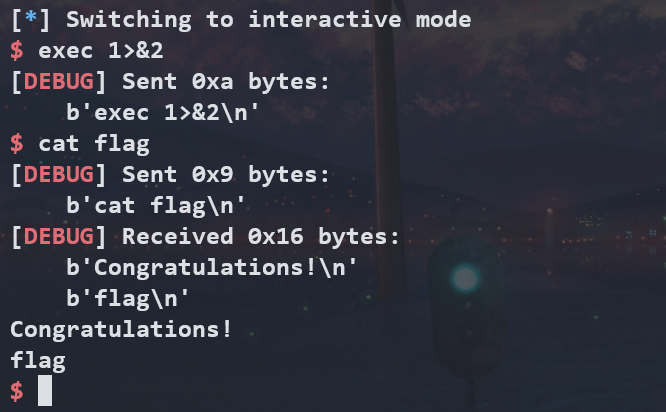 [*] Switching to interactive mode
$ exec 1>&2
[DEBUG] Sent 0xa bytes:
    b'exec 1>&2\n'
$ cat flag
[DEBUG] Sent 0x9 bytes:
    b'cat flag\n'
[DEBUG] Received 0x16 bytes:
    b'Congratulations!\n'
    b'flag\n'
Congratulations!
flag
$